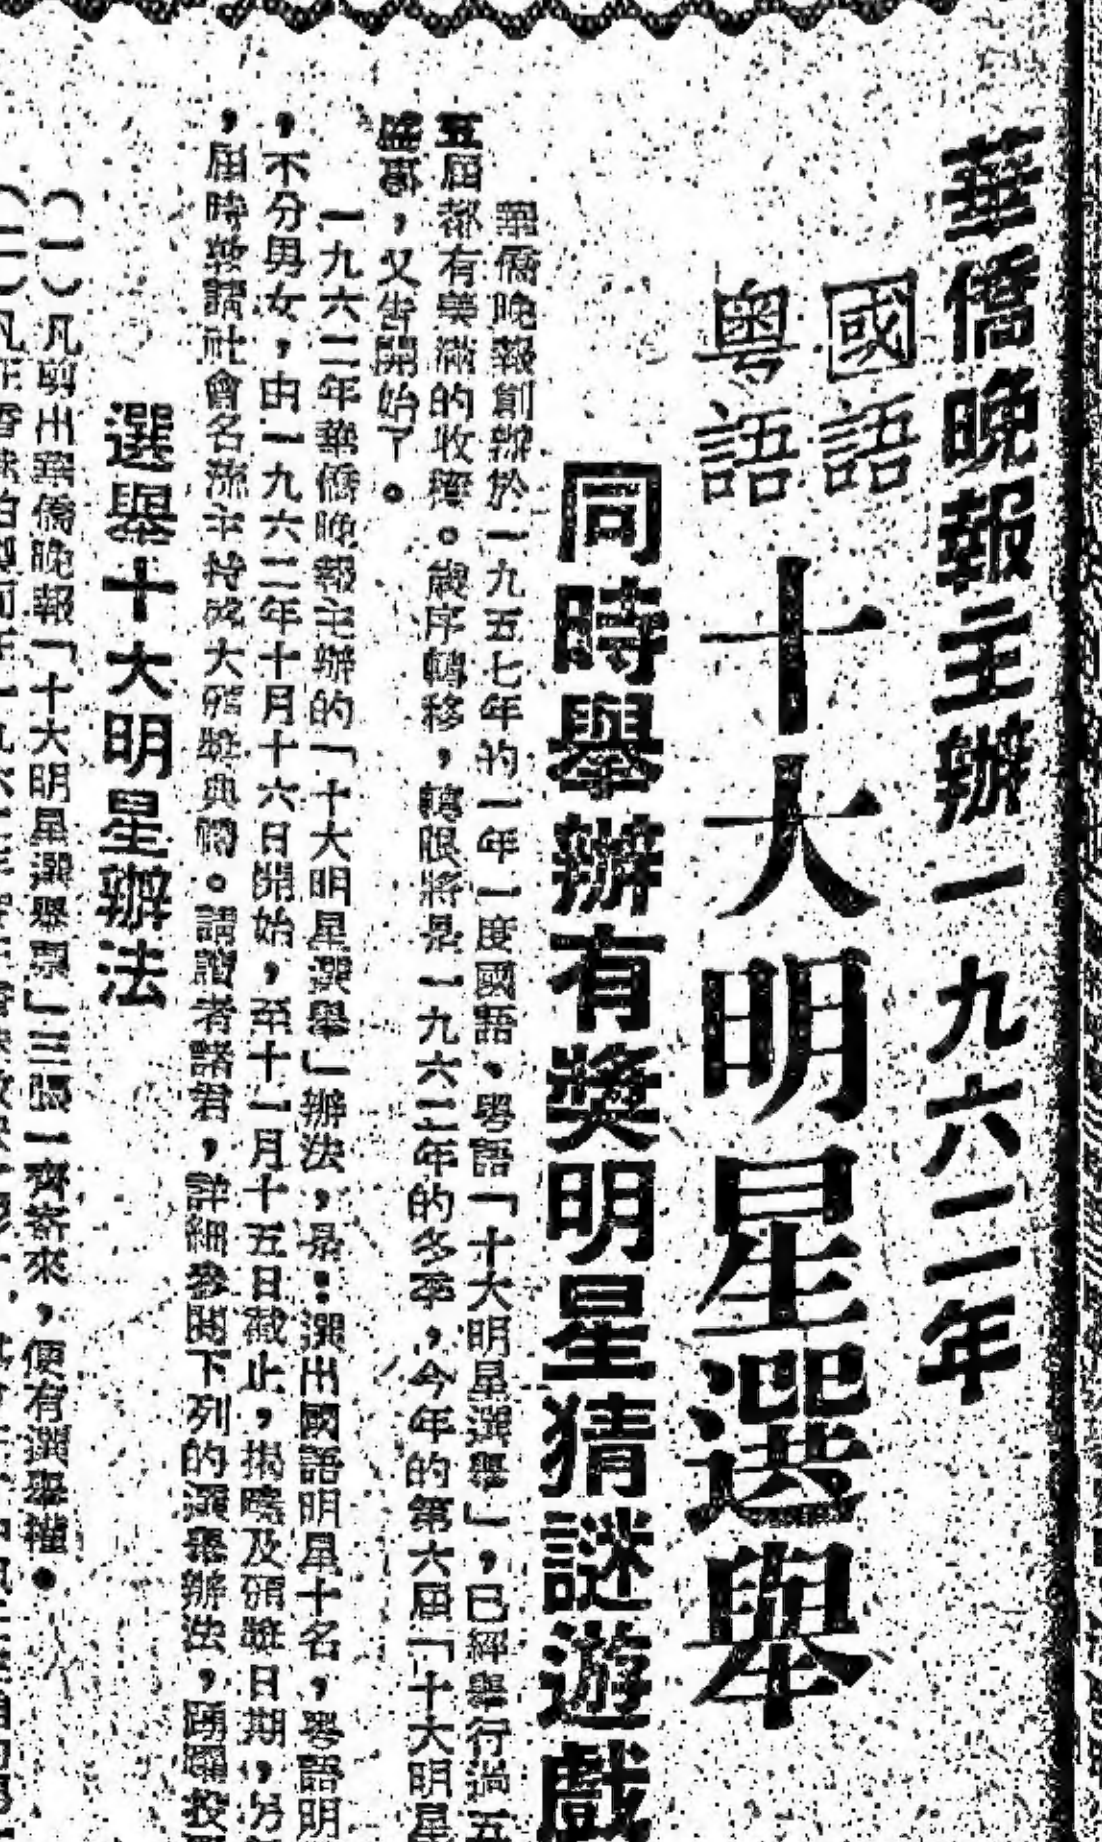 華僑晚報主辦一九六二年
國語
粵語
十大明星選舉
同時舉辦有獎明星猜謎遊戲
華僑晚報創辦於一九五七年的一年一度國語、粵語「十大明星選舉」,已經舉行過五
五屆都有美滿的收穫。歲序轉移,轉眼將是一九六二年的冬季,今年的第六屆「十大明星
盛事,又告開始了。
一九六二年華僑晚報主辦的「十大明星選舉」辦法,是:選出國語明星十名,粵語明
,不分男女,由一九六二年十月十六日開始,至十一月十五日截止,揭曉及頒獎日期,另
,屆時敦請社會名流主持盛大頒獎典禮。請讀者諸君,詳細參閱下列的選舉辦法,踴躍投
選舉十大明星辦法
(一)凡剪出華僑晚報「十大明星選舉票」三張一齊寄來,便有選舉權●
(二)凡